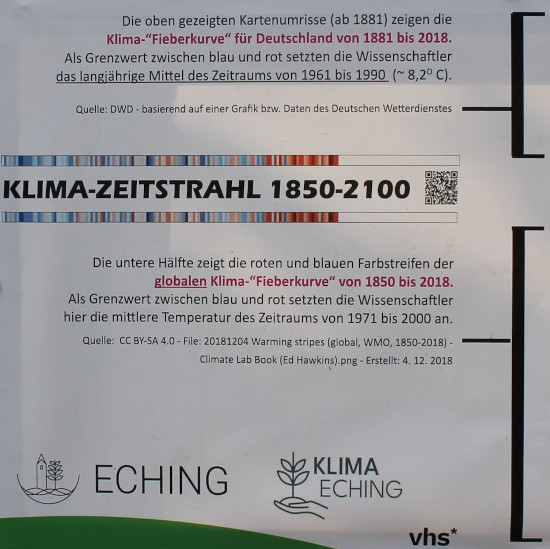 Die oben gezeigten Kartenumrisse (ab 1881) zeigen die
Klima-“Fieberkurve“ für Deutschland von 1881 bis 2018.
Als Grenzwert zwischen blau und rot setzten die Wissenschaftler
das langjährige Mittel des Zeitraums von 1961 bis 1990 (~ 8,2° C).
Quelle: DWD - basierend auf einer Grafik bzw. Daten des Deutschen Wetterdienstes
KLIMA-ZEITSTRAHL 1850-2100
Die untere Hälfte zeigt die roten und blauen Farbstreifen der
globalen Klima-“Fieberkurve“ von 1850 bis 2018.
Als Grenzwert zwischen blau und rot setzten die Wissenschaftler
hier die mittlere Temperatur des Zeitraums von 1971 bis 2000 an.
Quelle: CC BY-SA 4.0 - File: 20181204 Warming stripes (global, WMO, 1850-2018) -
Climate Lab Book (Ed Hawkins).png - Erstellt: 4. 12. 2018
ECHING
KLIMA
ECHING
vhs*